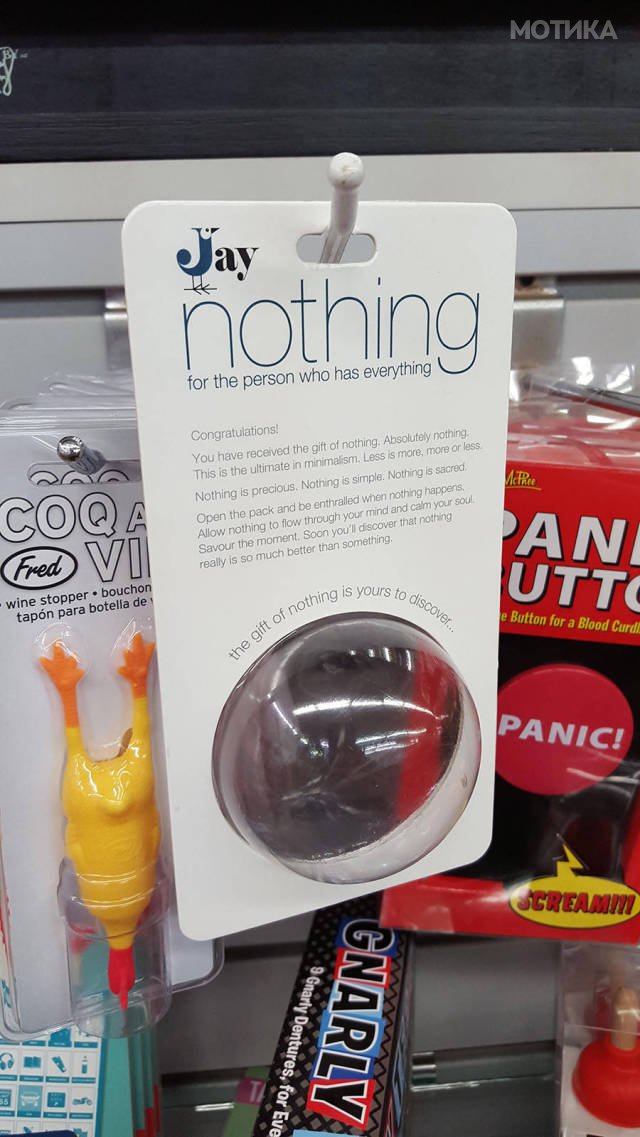 МОТИКА
Jay
nothing
for the person who has everything
Congratulations!
You have received the gift of nothing. Absolutely nothing.
This is the ultimate in minimalism. Less is more, more or less.
Nothing is precious. Nothing is simple. Nothing is sacred.
Open the pack and be enthralled when nothing happens.
Allow nothing to flow through your mind and calm your soul.
Savour the moment. Soon you'll discover that nothing
really is so much better than something.
the gift of nothing is yours to discover...
COQ A
VI
Fred
wine stopper • bouchon
tapón para botella de
McPhee
PANI
BUTTO
Button for a Blood Curdl
PANIC!
SCREAM!!!
GNARLY
9 Gnarly Dentures, for Eve